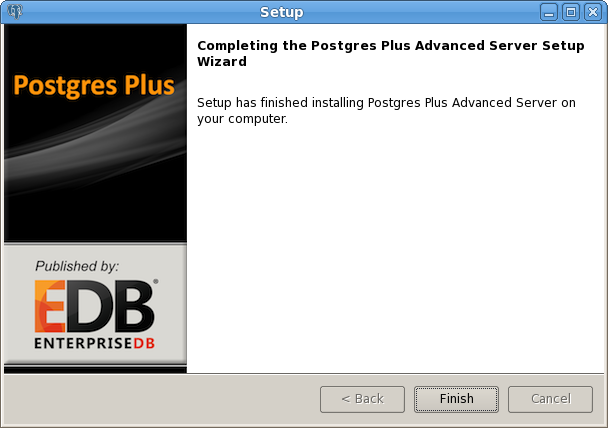 Setup
Postgres Plus
Completing the Postgres Plus Advanced Server Setup
Wizard
Setup has finished installing Postgres Plus Advanced Server on
your computer.
Published by:
EDB
ENTERPRISEDB
< Back
Finish
Cancel